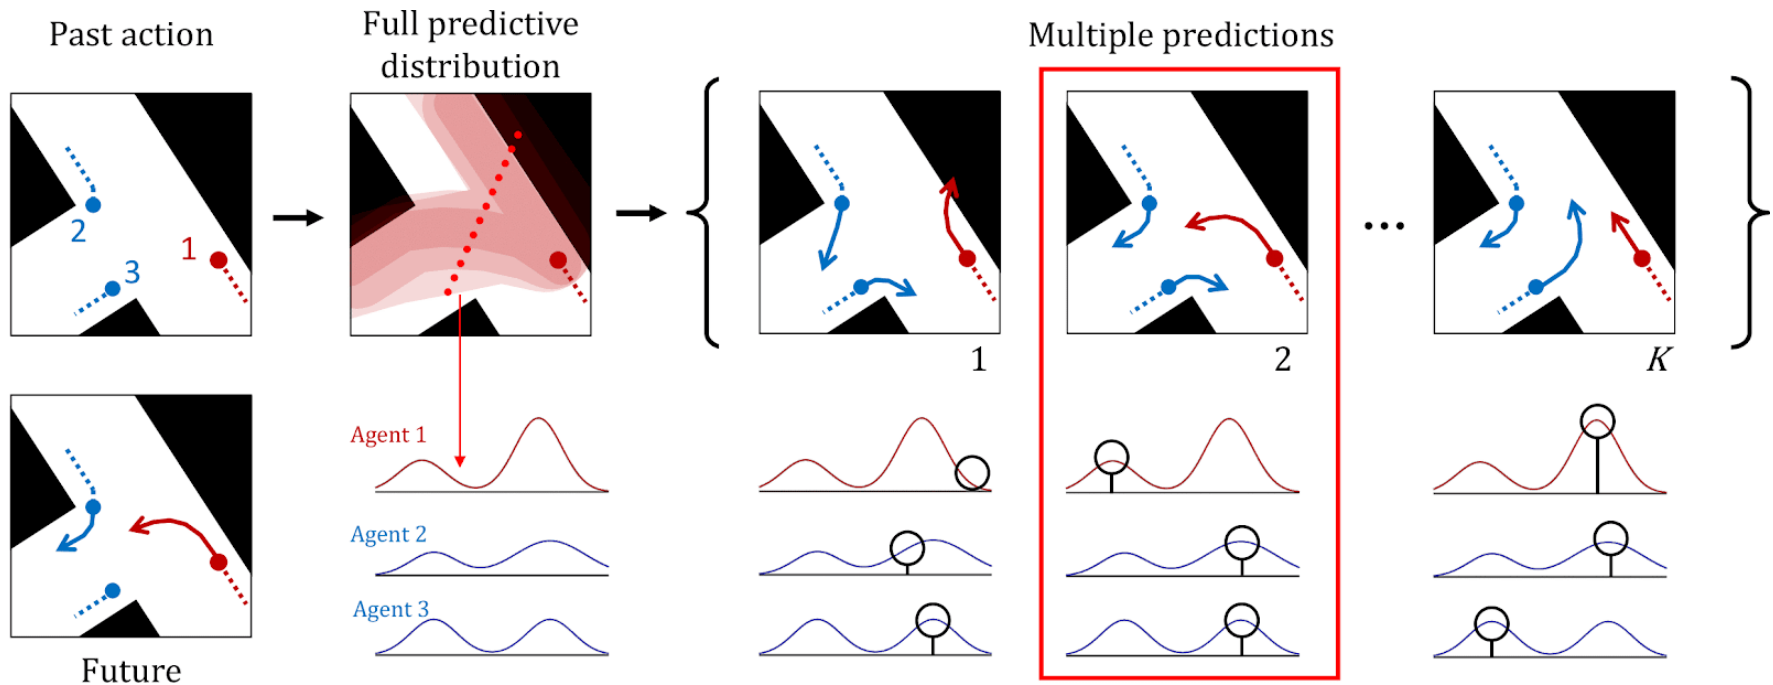 Past action
Full predictive
distribution
Multiple predictions
2
1
3
1
2
...
K
Agent 1
Agent 2
Agent 3
Future